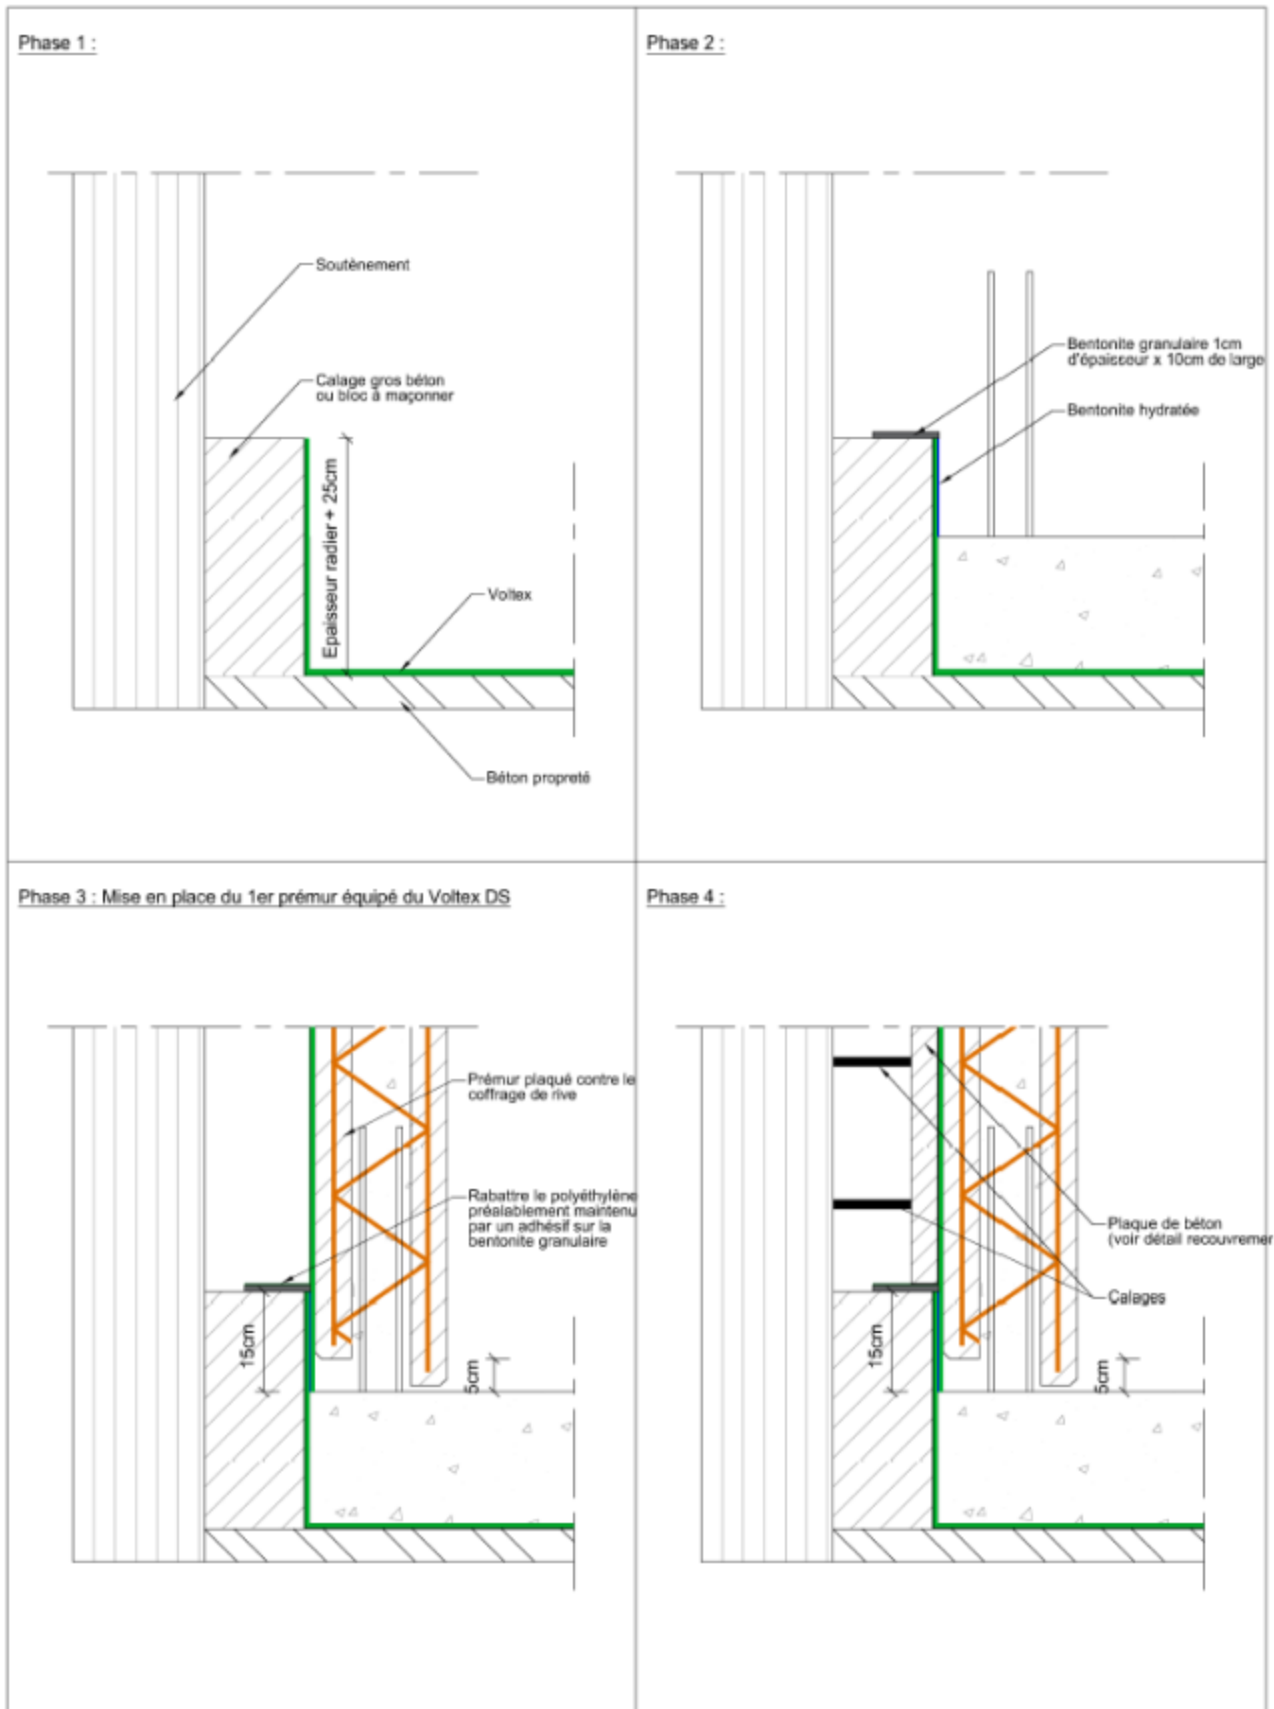 Phase 1 :
Soutènement
Calage gros béton
ou bloc à maçonner
Epaisseur radier + 25cm
Voltex
Béton propreté
Phase 2 :
Bentonite granulaire 1cm
d'épaisseur x 10cm de large
Bentonite hydratée
Phase 3 : Mise en place du 1er prémur équipé du Voltex DS
Prémur plaqué contre le
coffrage de rive
Rabattre le polyéthylène
préalablement maintenu
par un adhésif sur la
bentonite granulaire
15cm
5cm
Phase 4 :
Plaque de béton
(voir détail recouvremer
Calages
15cm
5cm